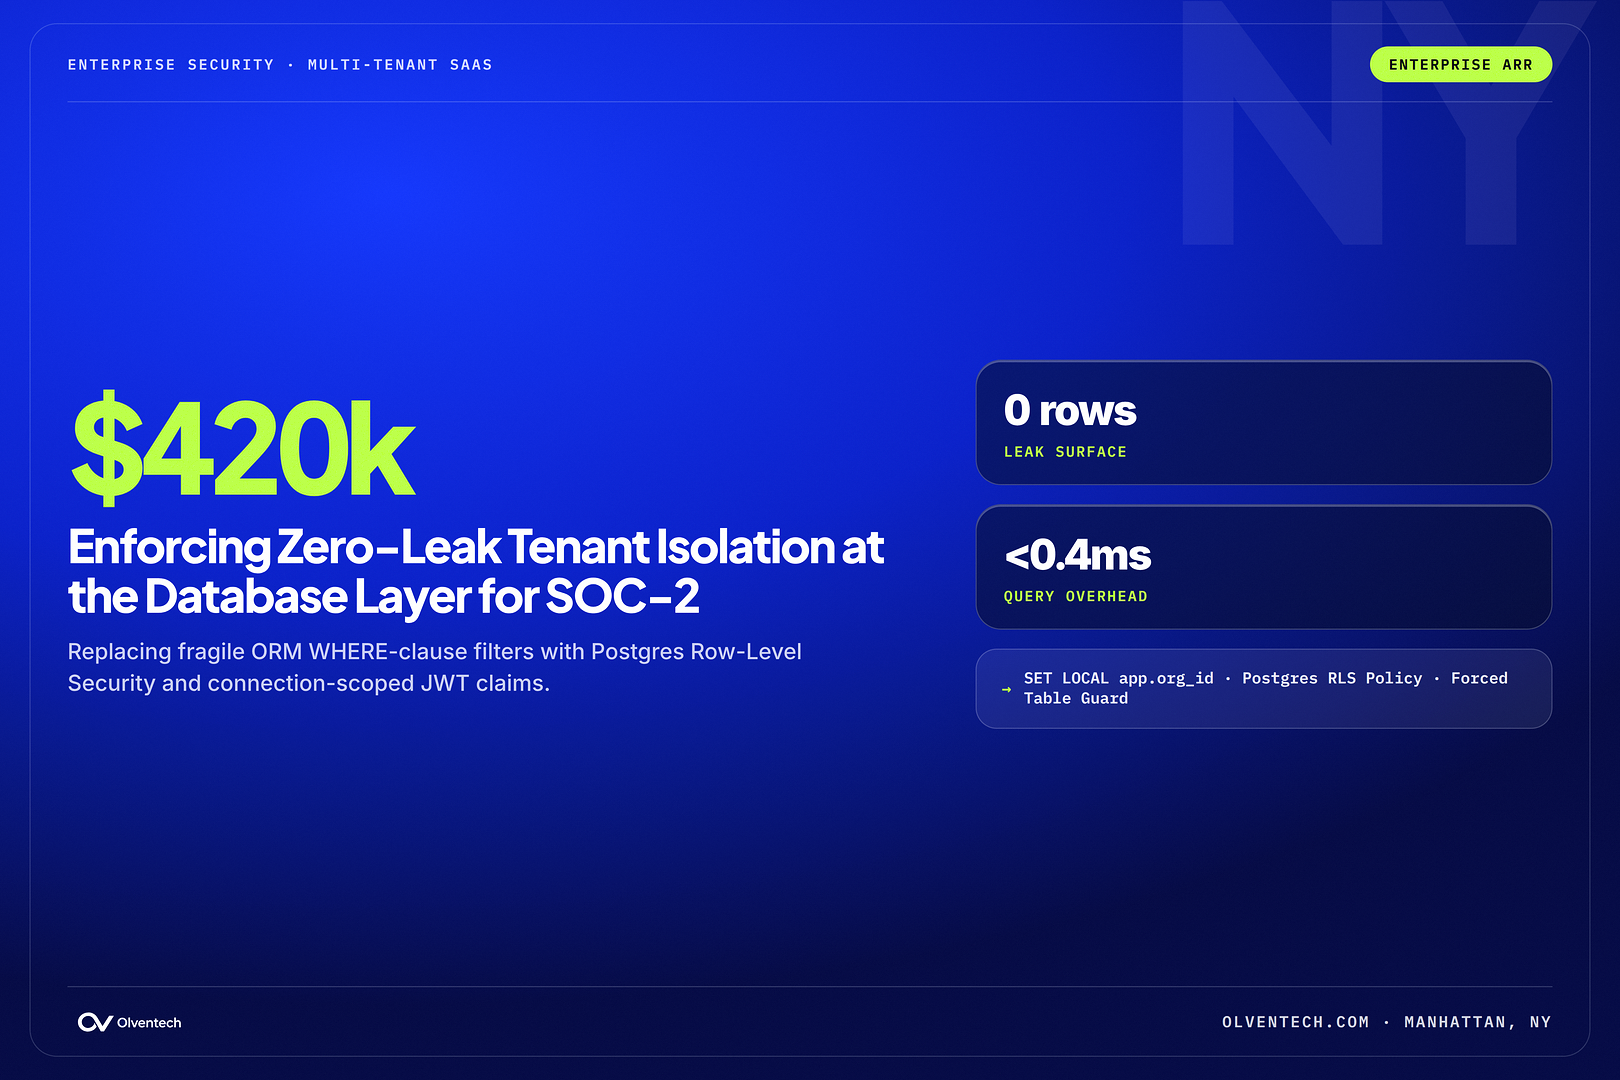 ENTERPRISE SECURITY · MULTI-TENANT SAAS
ENTERPRISE ARR
NY
$420k
Enforcing Zero–Leak Tenant Isolation at
the Database Layer for SOC–2
Replacing fragile ORM WHERE-clause filters with Postgres Row-Level
Security and connection-scoped JWT claims.
0 rows
LEAK SURFACE
<0.4ms
QUERY OVERHEAD
→ SET LOCAL app.org_id · Postgres RLS Policy · Forced
Table Guard
Olventech
OLVENTECH.COM · MANHATTAN, NY